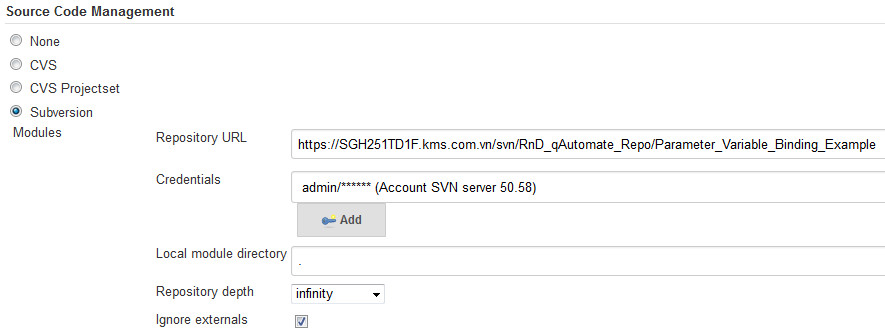 Source Code Management
None
CVS
CVS Projectset
Subversion
Modules
Repository URL
https://SGH251TD1F.kms.com.vn/svn/RnD_qAutomate_Repo/Parameter_Variable_Binding_Example
Credentials
admin/****** (Account SVN server 50.58)
Add
Local module directory
.
Repository depth
infinity
Ignore externals